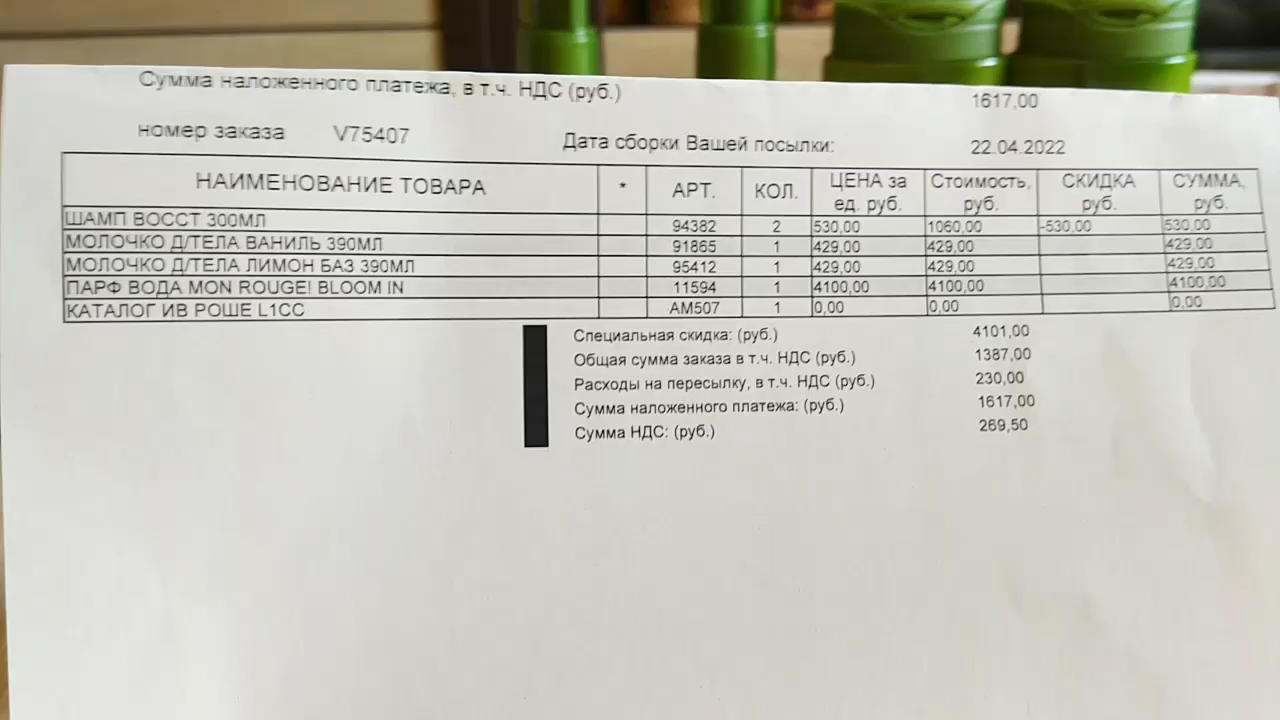 Сумма наложенного платежа, в т.ч. НДС (руб.) 1617,00
номер заказа V75407 Дата сборки Вашей посылки: 22.04.2022
НАИМЕНОВАНИЕ ТОВАРА * АРТ. КОЛ. ЦЕНА за ед. руб. Стоимость, руб. СКИДКА руб. СУММА, руб.
ШАМП ВОССТ 300МЛ 94382 2 530,00 1060,00 -530,00 530,00
МОЛОЧКО Д/ТЕЛА ВАНИЛЬ 390МЛ 91865 1 429,00 429,00 429,00
МОЛОЧКО Д/ТЕЛА ЛИМОН БАЗ 390МЛ 95412 1 429,00 429,00 429,00
ПАРФ ВОДА MON ROUGE! BLOOM IN 11594 1 4100,00 4100,00 4100,00
КАТАЛОГ ИВ РОШЕ L1CC AM507 1 0,00 0,00 0,00
Специальная скидка: (руб.) 4101,00
Общая сумма заказа в т.ч. НДС (руб.) 1387,00
Расходы на пересылку, в т.ч. НДС (руб.) 230,00
Сумма наложенного платежа: (руб.) 1617,00
Сумма НДС: (руб.) 269,50